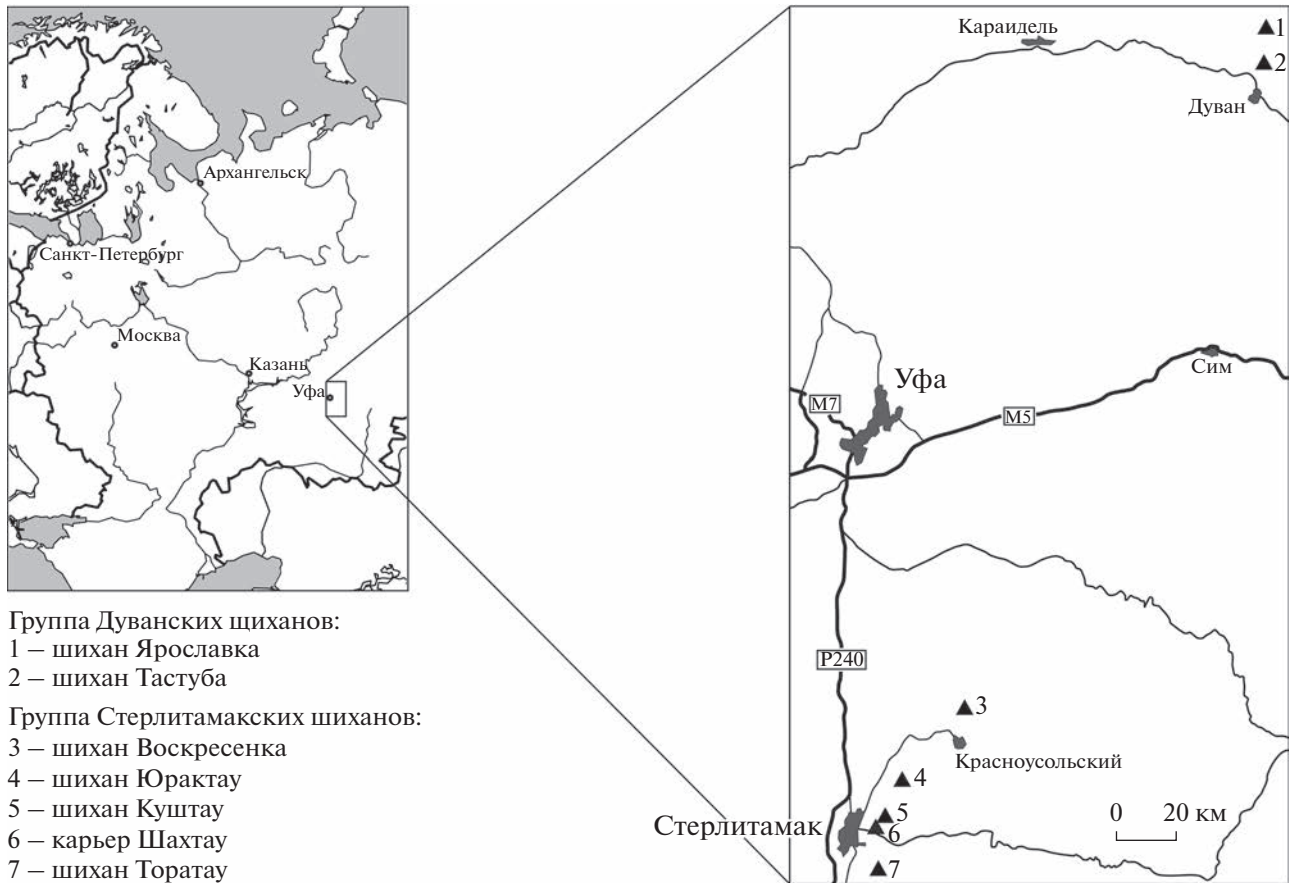 Архангельск
Санкт-Петербург
Москва
Казань
Уфа
Группа Дуванских щиханов:
1 – шихан Ярославка
2 – шихан Тастуба
Группа Стерлитамакских шиханов:
3 – шихан Воскресенка
4 – шихан Юрактау
5 – шихан Куштау
6 – карьер Шахтау
7 – шихан Торатау
Караидель
1
2
Дуван
Сим
Уфа
М7
М5
Р240
3
Красноусольский
4
5
Стерлитамак
6
7
0 20 км